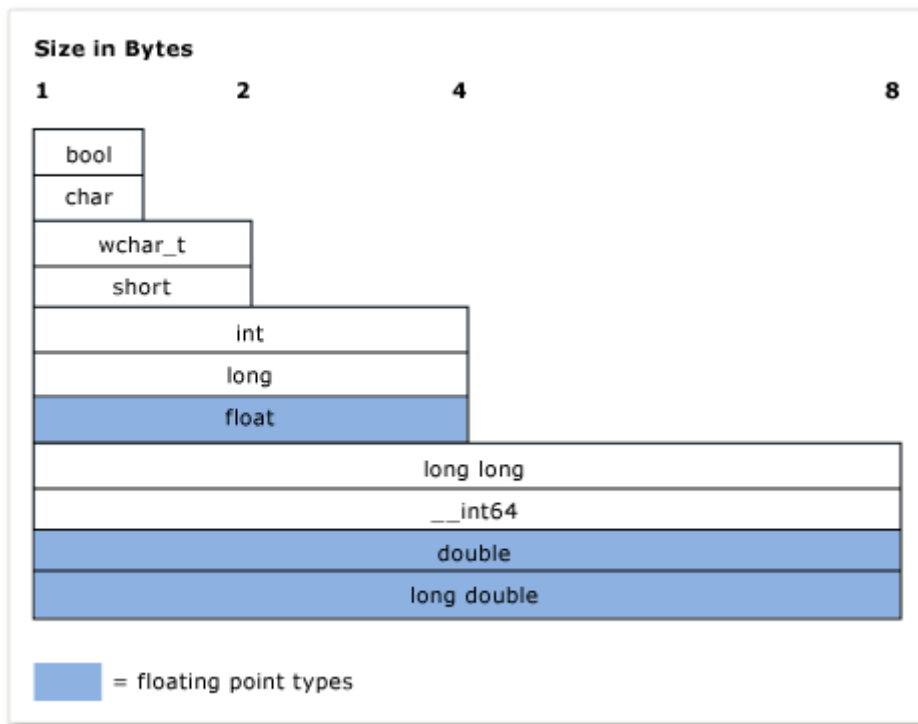 Size in Bytes
1 2 4 8
bool
char
wchar_t
short
int
long
float
long long
__int64
double
long double
= floating point types